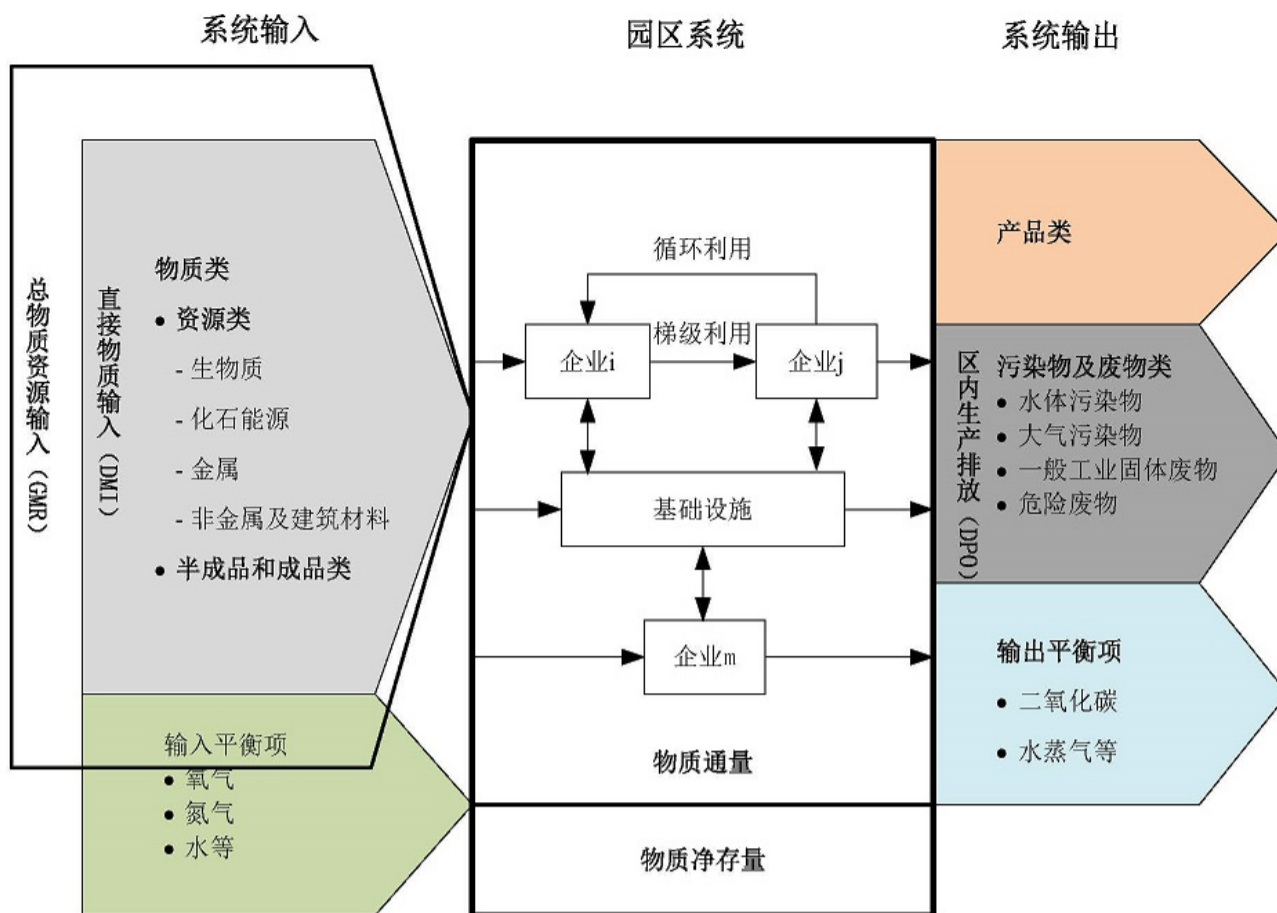 系统输入
园区系统
系统输出
总物质资源输入（GMR）
直接物质输入（DMI）
物质类
• 资源类
- 生物质
- 化石能源
- 金属
- 非金属及建筑材料
• 半成品和成品类
输入平衡项
• 氧气
• 氮气
• 水等
循环利用
梯级利用
企业i
企业j
基础设施
企业m
物质通量
物质净存量
产品类
区内生产排放（DPO）
污染物及废物类
• 水体污染物
• 大气污染物
• 一般工业固体废物
• 危险废物
输出平衡项
• 二氧化碳
• 水蒸气等